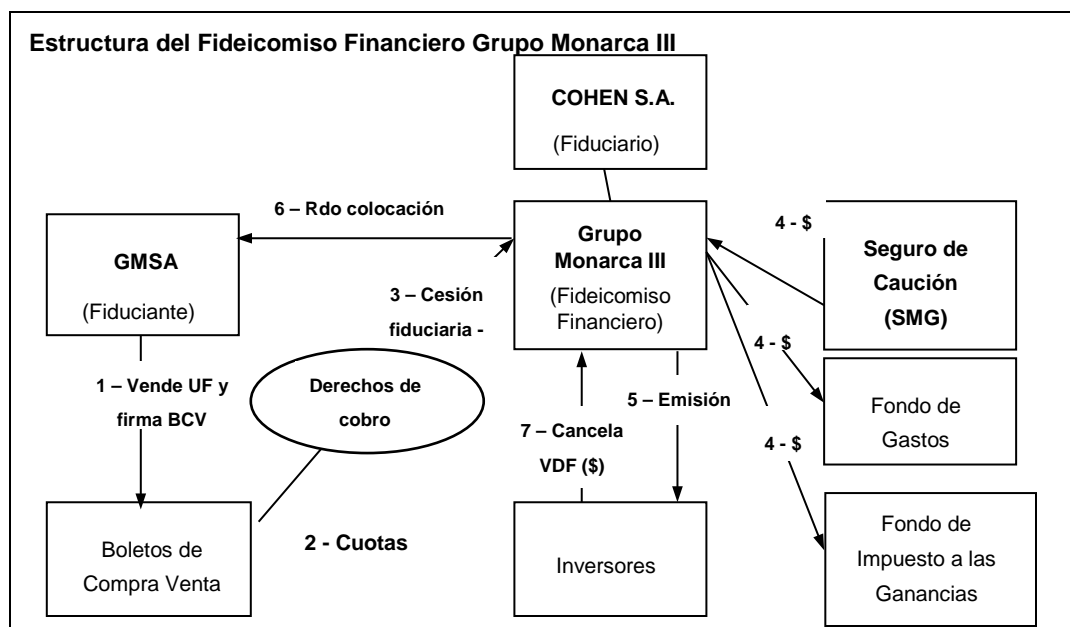 Estructura del Fideicomiso Financiero Grupo Monarca III
COHEN S.A.
(Fiduciario)
6 – Rdo colocación
GMSA
(Fiduciante)
Grupo
Monarca III
(Fideicomiso
Financiero)
4 - $
Seguro de
Caución
(SMG)
3 – Cesión
fiduciaria -
1 – Vende UF y
firma BCV
Derechos de
cobro
5 – Emisión
7 – Cancela
VDF ($)
4 - $
Fondo de
Gastos
4 - $
Boletos de
Compra Venta
2 - Cuotas
Inversores
Fondo de
Impuesto a las
Ganancias